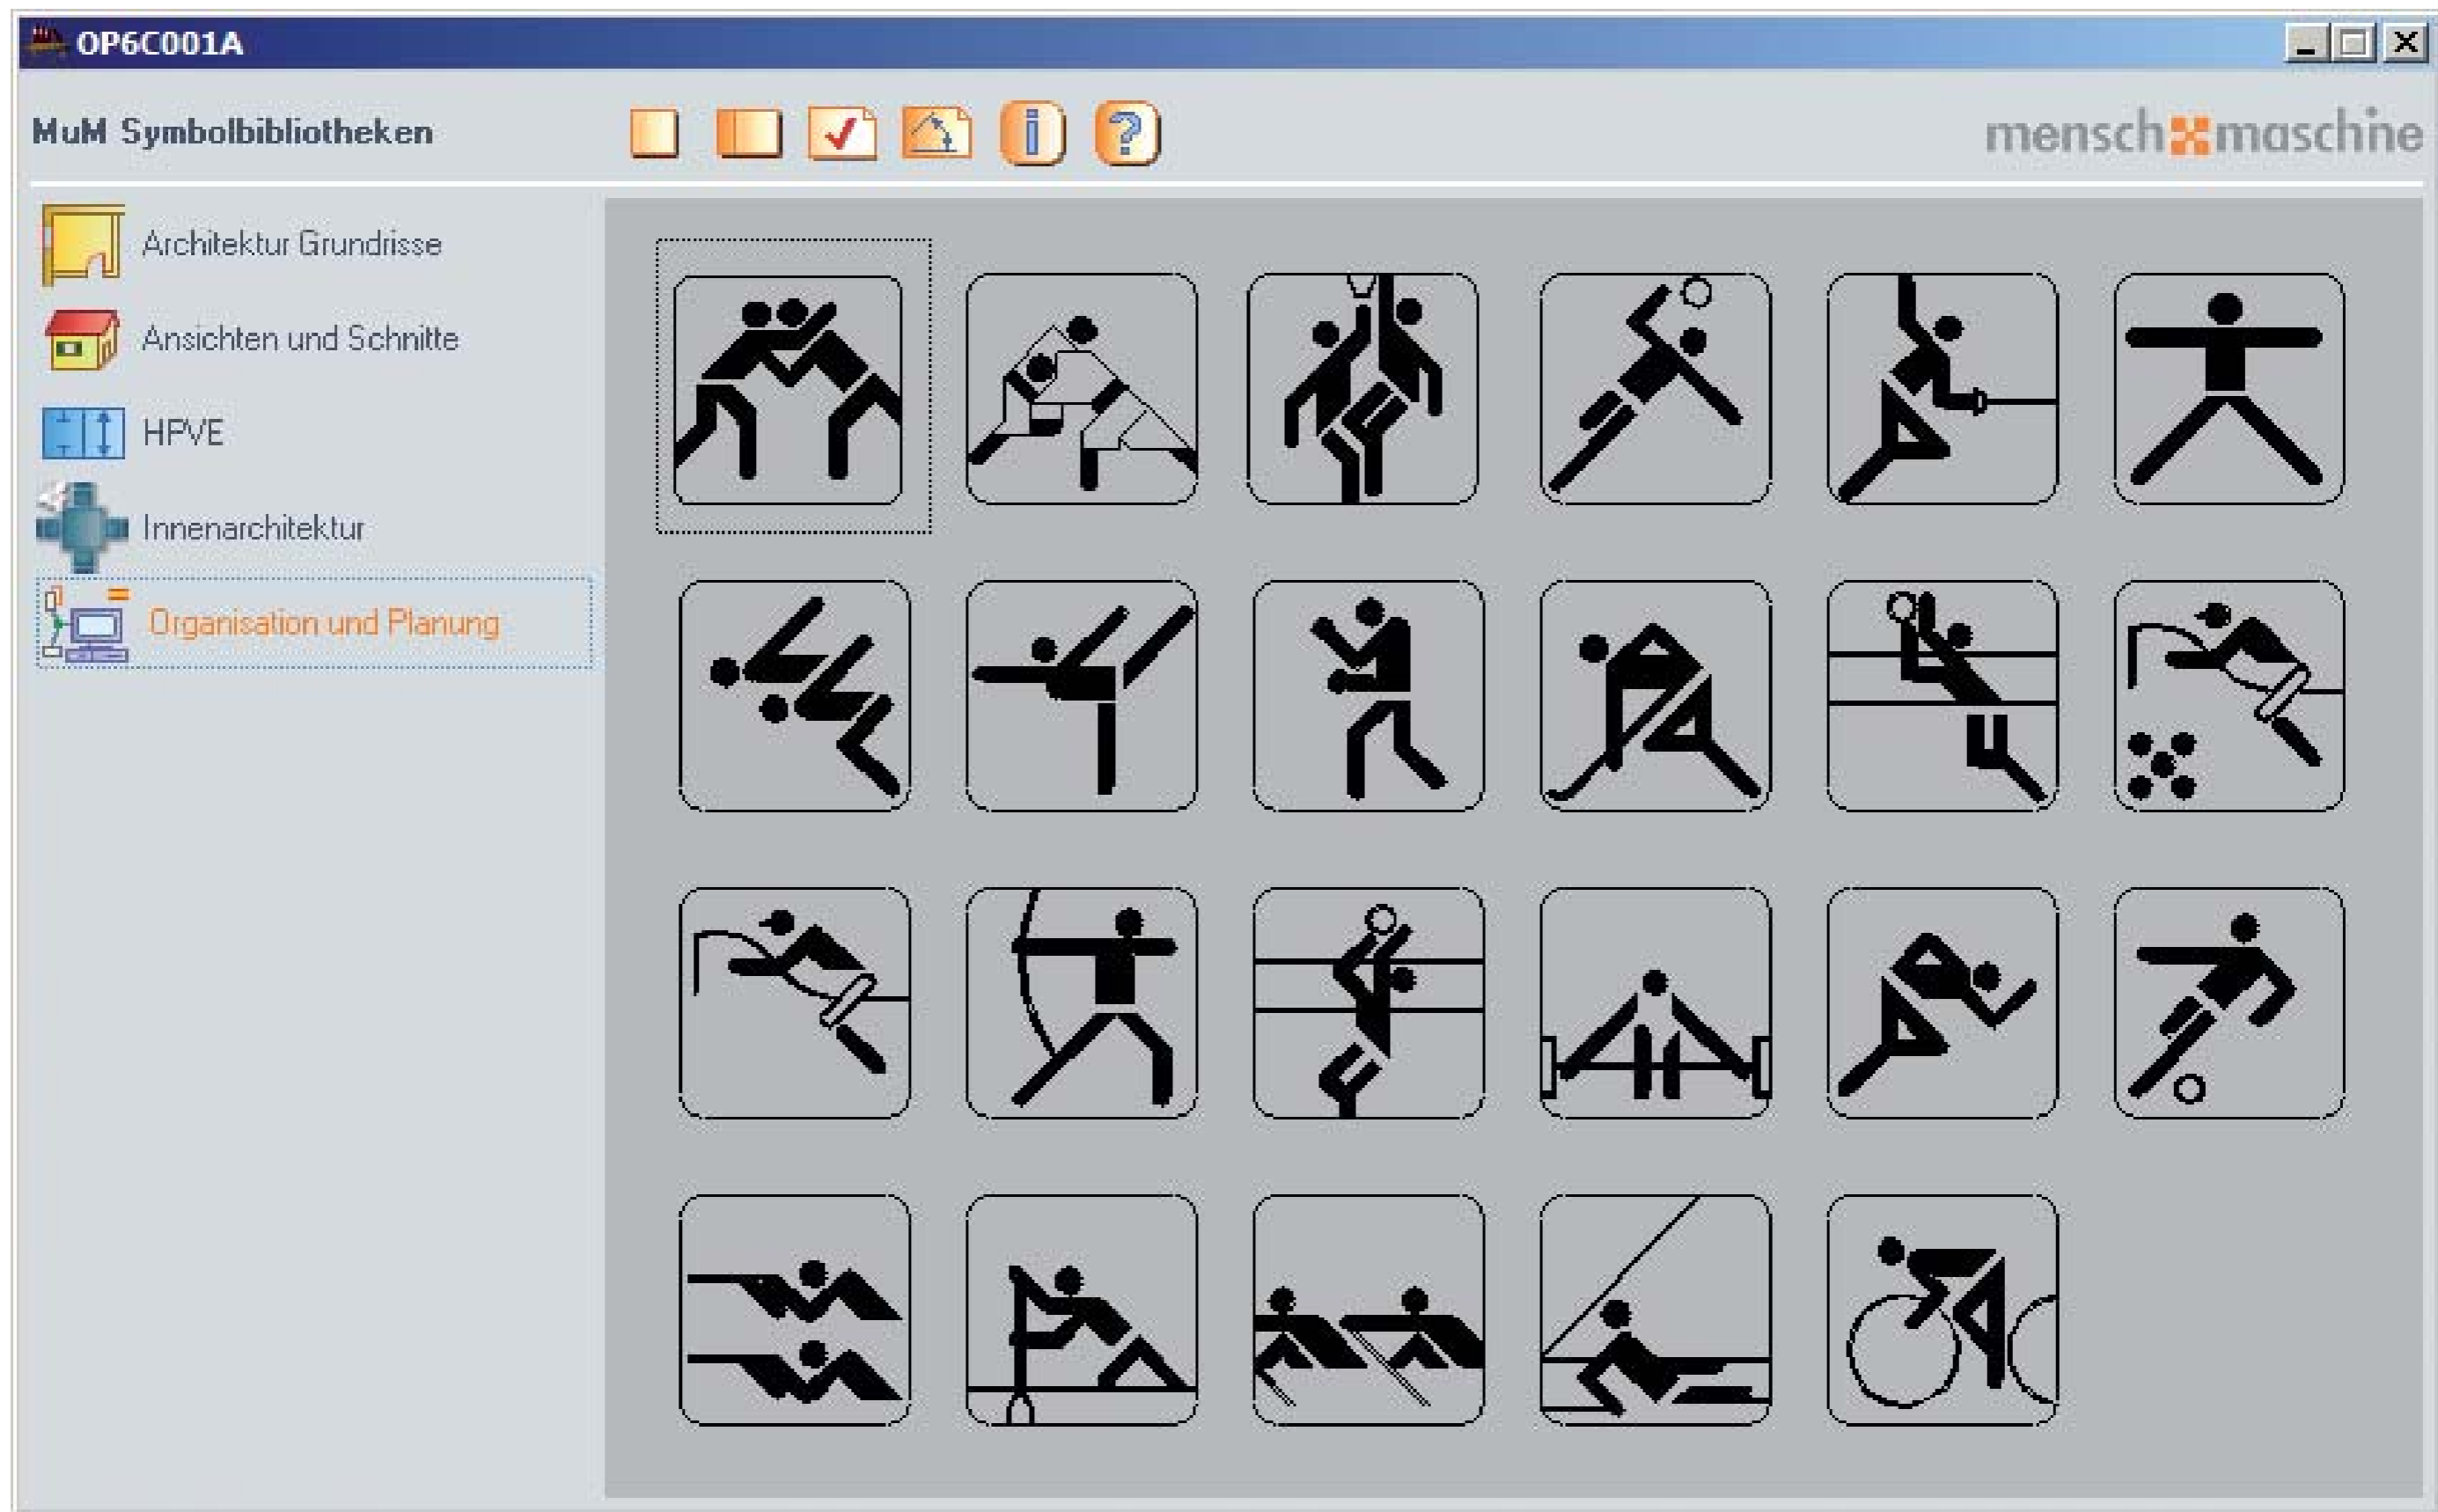 OP6C001A
MuM Symbolbibliotheken
mensch maschine
Architektur Grundrisse
Ansichten und Schnitte
HPVE
Innenarchitektur
Organisation und Planung